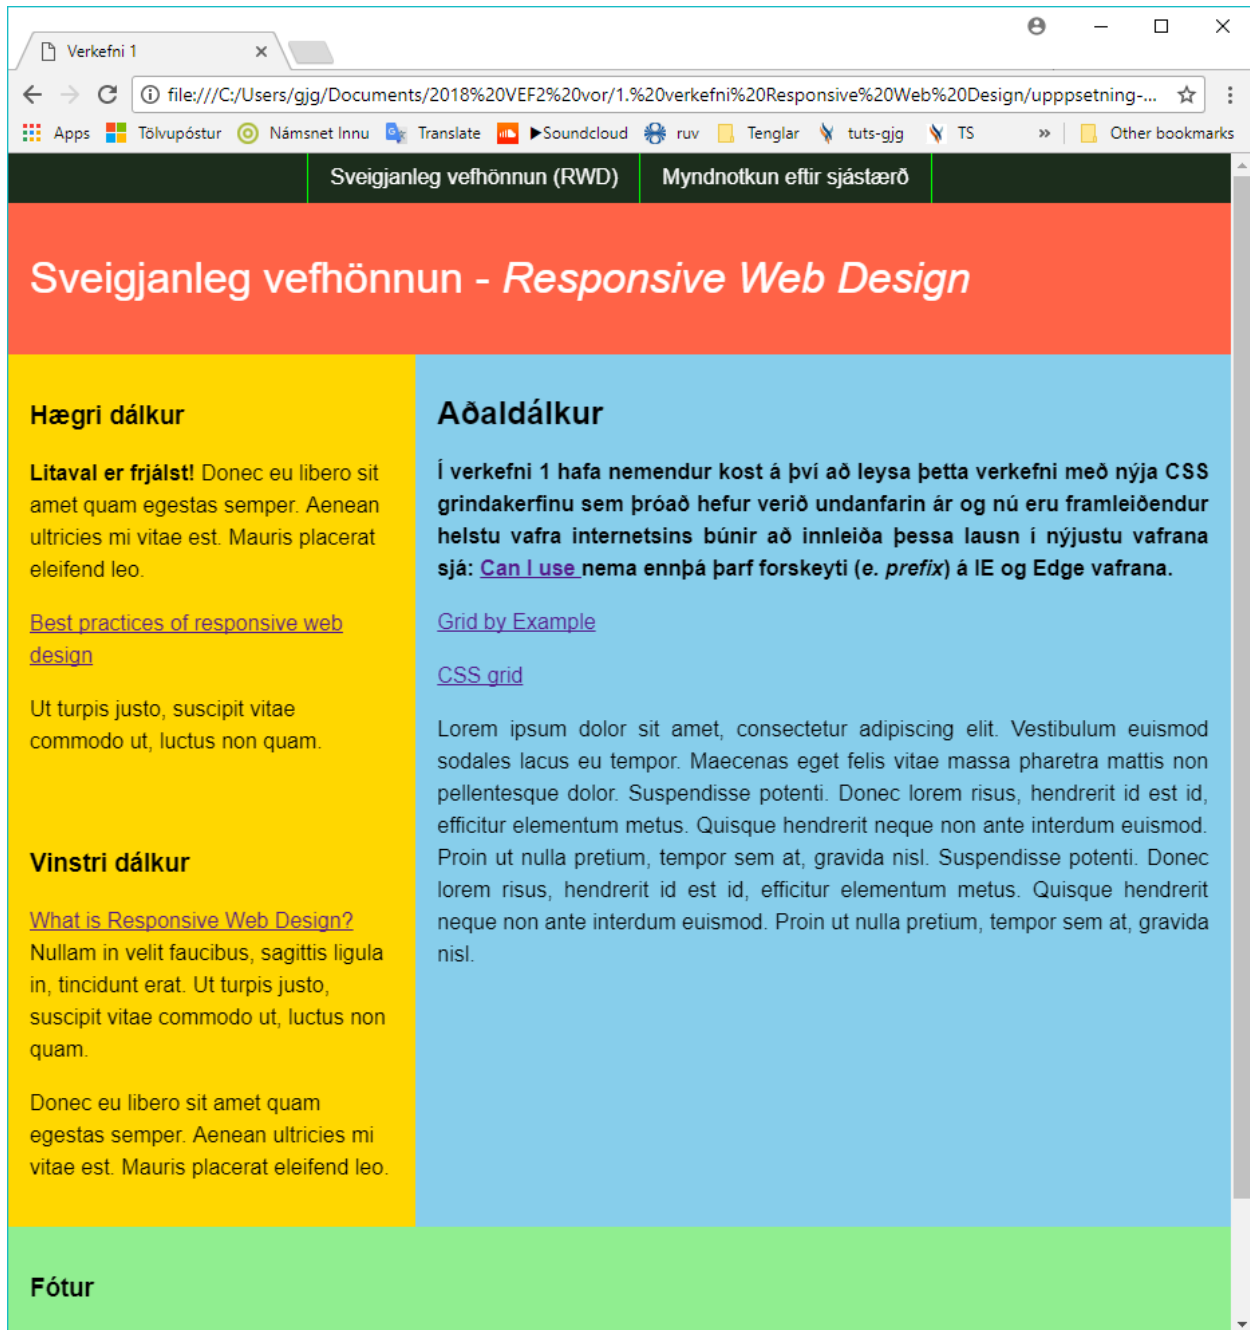 Verkefni 1
file:///C:/Users/gjg/Documents/2018%20VEF2%20vor/1.%20verkefni%20Responsive%20Web%20Design/upppsetning-...
Apps Tölvupóstur Námsnet Innu Translate ▶Soundcloud ruv Tenglar tuts-gjg TS » Other bookmarks
Sveigjanleg vefhönnun (RWD) Myndnotkun eftir sjástærð
Sveigjanleg vefhönnun - Responsive Web Design
Hægri dálkur
Litaval er frjálst! Donec eu libero sit
amet quam egestas semper. Aenean
ultricies mi vitae est. Mauris placerat
eleifend leo.
Best practices of responsive web
design
Ut turpis justo, suscipit vitae
commodo ut, luctus non quam.
Vinstri dálkur
What is Responsive Web Design?
Nullam in velit faucibus, sagittis ligula
in, tincidunt erat. Ut turpis justo,
suscipit vitae commodo ut, luctus non
quam.
Donec eu libero sit amet quam
egestas semper. Aenean ultricies mi
vitae est. Mauris placerat eleifend leo.
Aðaldálkur
Í verkefni 1 hafa nemendur kost á því að leysa þetta verkefni með nýja CSS
grindakerfinu sem þróað hefur verið undanfarin ár og nú eru framleiðendur
helstu vafra internetsins búnir að innleiða þessa lausn í nýjustu vafrana
sjá: Can I use nema ennþá þarf forskeyti (e. prefix) á IE og Edge vafrana.
Grid by Example
CSS grid
Lorem ipsum dolor sit amet, consectetur adipiscing elit. Vestibulum euismod
sodales lacus eu tempor. Maecenas eget felis vitae massa pharetra mattis non
pellentesque dolor. Suspendisse potenti. Donec lorem risus, hendrerit id est id,
efficitur elementum metus. Quisque hendrerit neque non ante interdum euismod.
Proin ut nulla pretium, tempor sem at, gravida nisl. Suspendisse potenti. Donec
lorem risus, hendrerit id est id, efficitur elementum metus. Quisque hendrerit
neque non ante interdum euismod. Proin ut nulla pretium, tempor sem at, gravida
nisl.
Fótur